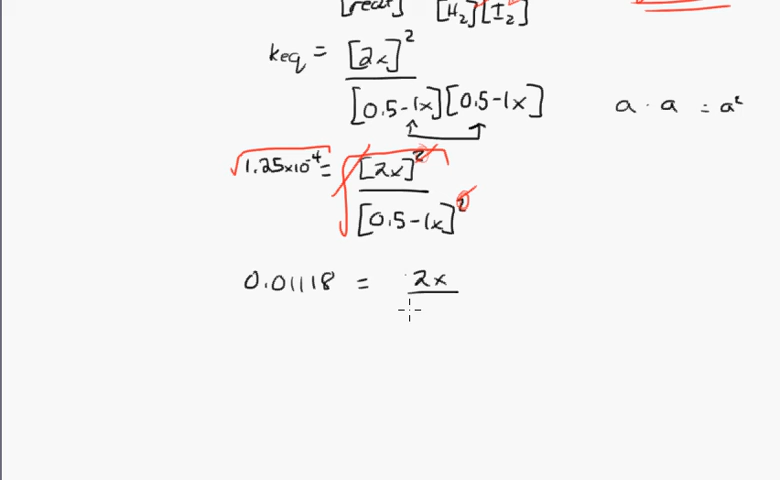 [H₂][I₂]
keq = [2x]² / [0.5-1x][0.5-1x]
a · a = a²
√1.25x10⁻⁴ = √[2x]² / [0.5-1x]²
0.01118 = 2x